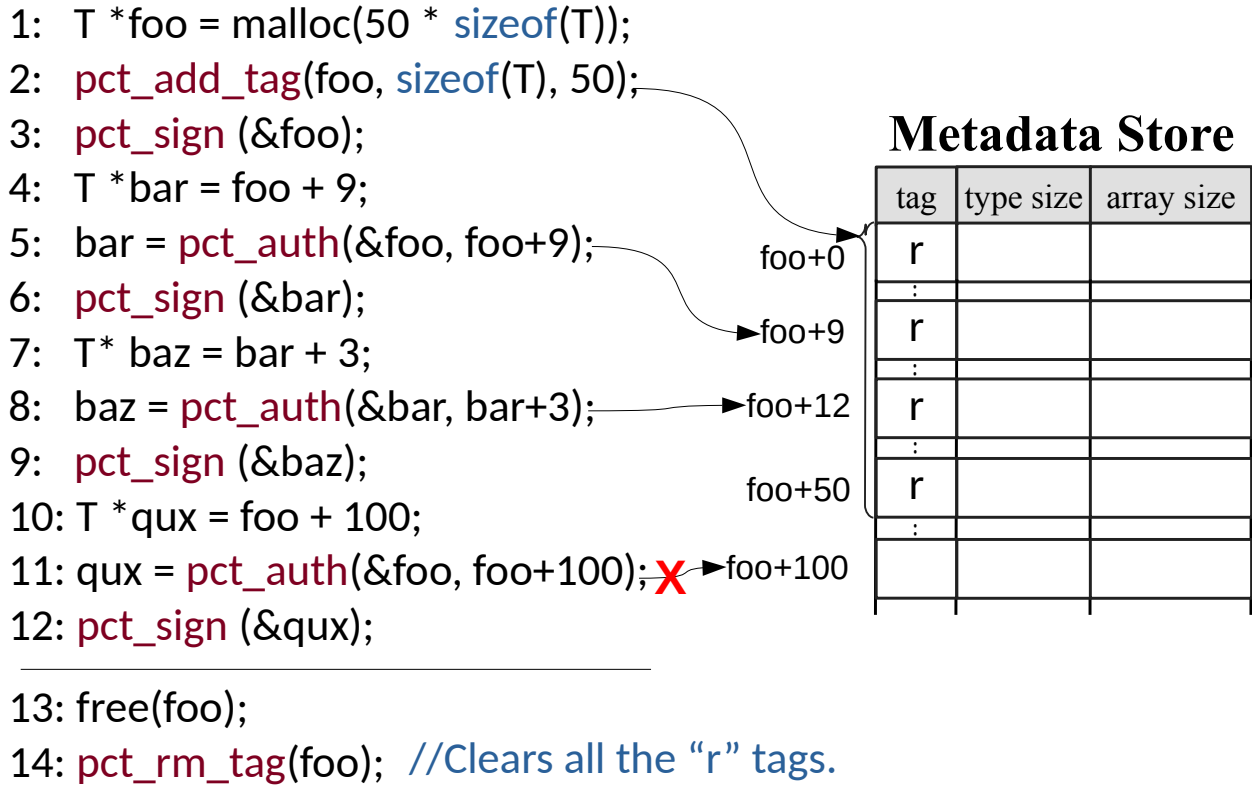 1: T *foo = malloc(50 * sizeof(T));
2: pct_add_tag(foo, sizeof(T), 50);
3: pct_sign (&foo);
4: T *bar = foo + 9;
5: bar = pct_auth(&foo, foo+9);
6: pct_sign (&bar);
7: T* baz = bar + 3;
8: baz = pct_auth(&bar, bar+3);
9: pct_sign (&baz);
10: T *qux = foo + 100;
11: qux = pct_auth(&foo, foo+100);
X
12: pct_sign (&qux);
13: free(foo);
14: pct_rm_tag(foo); //Clears all the “r” tags.
Metadata Store
tag type size array size
foo+0 r
:
foo+9 r
:
foo+12 r
:
foo+50 r
:
foo+100